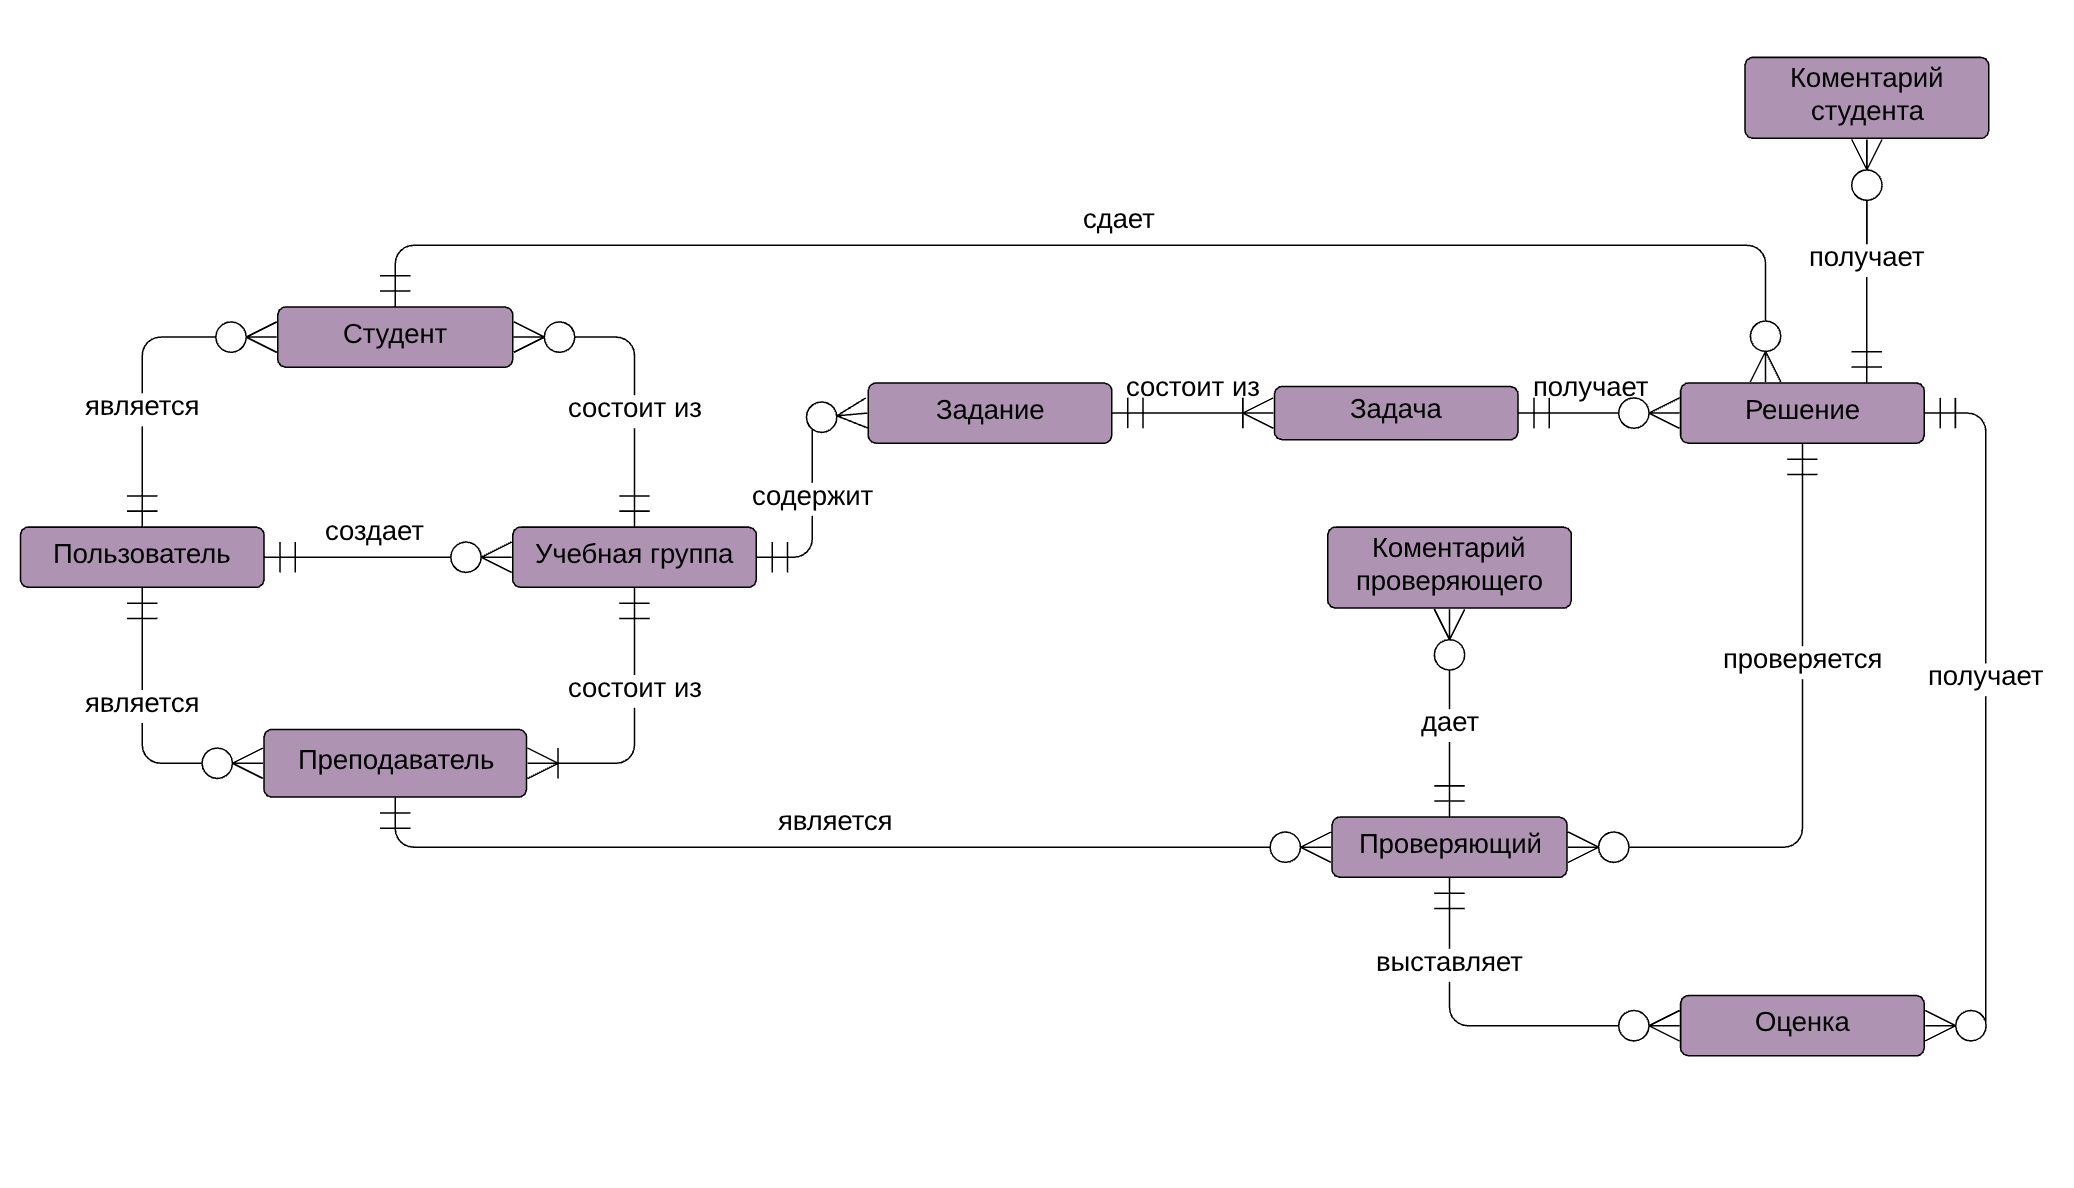 Коментарий
студента
сдает
получает
Студент
является
состоит из
Задание
состоит из
Задача
получает
Решение
содержит
Пользователь
создает
Учебная группа
Коментарий
проверяющего
проверяется
получает
является
состоит из
дает
Преподаватель
является
Проверяющий
выставляет
Оценка